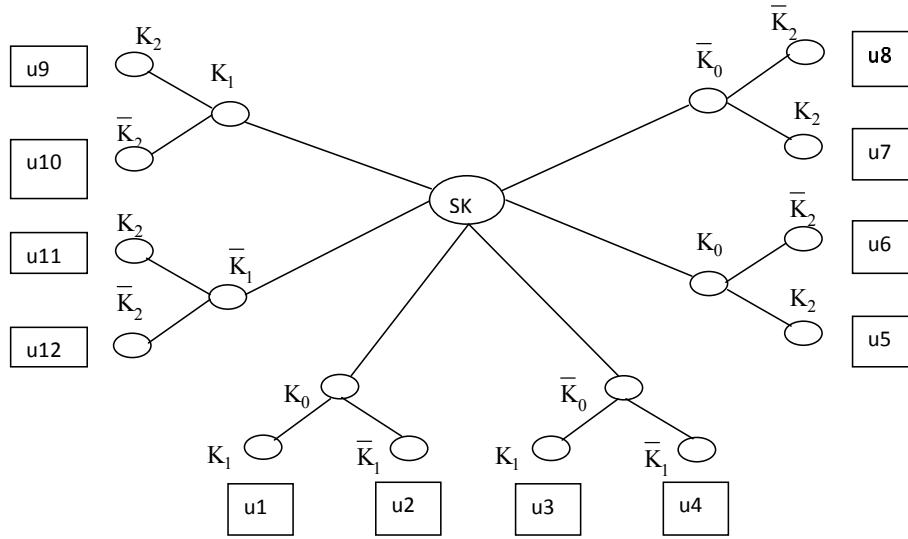 K₂ K̅₂
u9 K₁ K̅₀ u8
K̅₂ K₂
u10 u7
SK
K₂ K̅₂
u11 K̅₁ K₀ u6
K̅₂ K₂
u12 u5
K₀ K̅₀
K₁ K̅₁ K₁ K̅₁
u1 u2 u3 u4